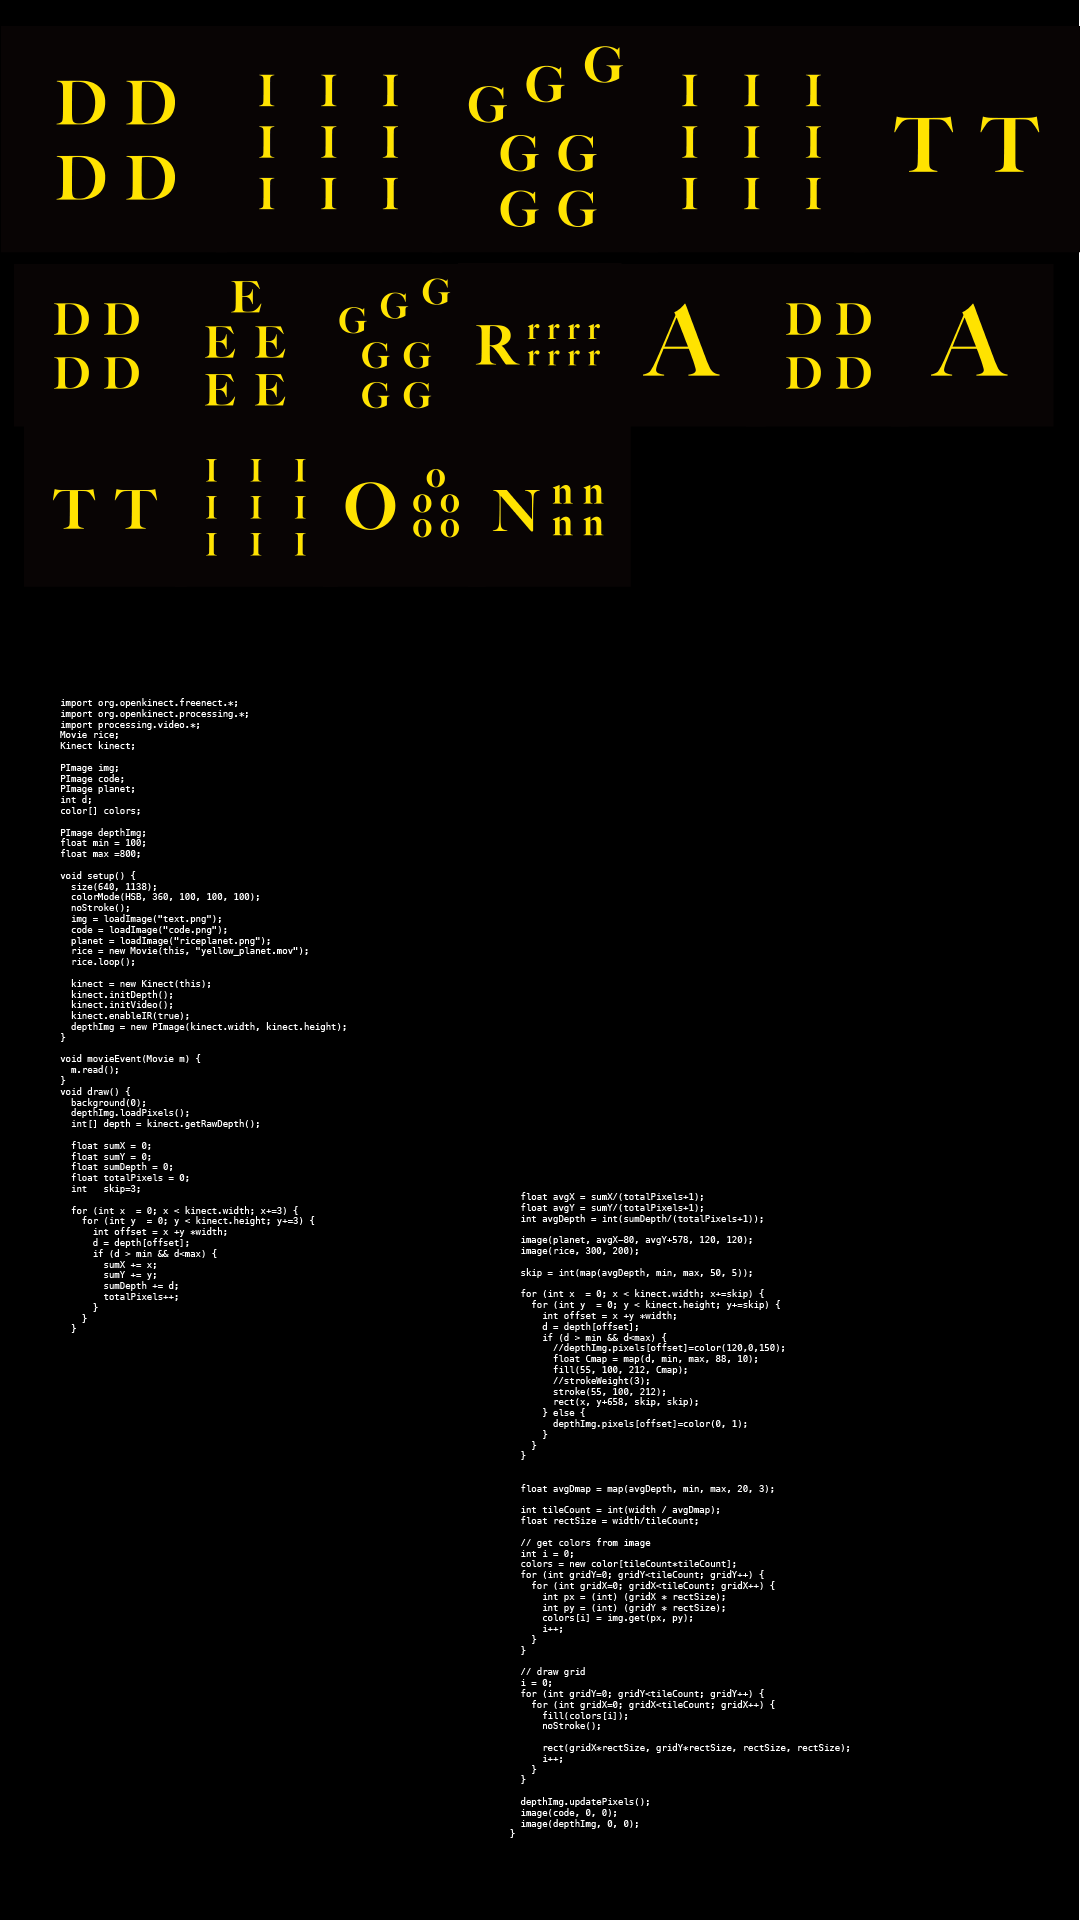 D D I I I G G G I I I T T
D D I I I G G I I I
I I I G G I I I
D D E G G G R r r r r A D D A
D D E E G G r r r r D D
E E G G
T T I I I O o N n n
I I I o o n n
I I I o o
import org.openkinect.freenect.*;
import org.openkinect.processing.*;
import processing.video.*;
Movie rice;
Kinect kinect;
PImage img;
PImage code;
PImage planet;
int d;
color[] colors;
PImage depthImg;
float min = 100;
float max =800;
void setup() {
size(640, 1138);
colorMode(HSB, 360, 100, 100, 100);
noStroke();
img = loadImage("text.png");
code = loadImage("code.png");
planet = loadImage("riceplanet.png");
rice = new Movie(this, "yellow_planet.mov");
rice.loop();
kinect = new Kinect(this);
kinect.initDepth();
kinect.initVideo();
kinect.enableIR(true);
depthImg = new PImage(kinect.width, kinect.height);
}
void movieEvent(Movie m) {
m.read();
}
void draw() {
background(0);
depthImg.loadPixels();
int[] depth = kinect.getRawDepth();
float sumX = 0;
float sumY = 0;
float sumDepth = 0;
float totalPixels = 0;
int   skip=3;
for (int x  = 0; x < kinect.width; x+=3) {
for (int y  = 0; y < kinect.height; y+=3) {
int offset = x +y *width;
d = depth[offset];
if (d > min && d<max) {
sumX += x;
sumY += y;
sumDepth += d;
totalPixels++;
}
}
}
float avgX = sumX/(totalPixels+1);
float avgY = sumY/(totalPixels+1);
int avgDepth = int(sumDepth/(totalPixels+1));
image(planet, avgX-80, avgY+578, 120, 120);
image(rice, 300, 200);
skip = int(map(avgDepth, min, max, 50, 5));
for (int x  = 0; x < kinect.width; x+=skip) {
for (int y  = 0; y < kinect.height; y+=skip) {
int offset = x +y *width;
d = depth[offset];
if (d > min && d<max) {
//depthImg.pixels[offset]=color(120,0,150);
float Cmap = map(d, min, max, 88, 10);
fill(55, 100, 212, Cmap);
//strokeWeight(3);
stroke(55, 100, 212);
rect(x, y+658, skip, skip);
} else {
depthImg.pixels[offset]=color(0, 1);
}
}
}
float avgDmap = map(avgDepth, min, max, 20, 3);
int tileCount = int(width / avgDmap);
float rectSize = width/tileCount;
// get colors from image
int i = 0;
colors = new color[tileCount*tileCount];
for (int gridY=0; gridY<tileCount; gridY++) {
for (int gridX=0; gridX<tileCount; gridX++) {
int px = (int) (gridX * rectSize);
int py = (int) (gridY * rectSize);
colors[i] = img.get(px, py);
i++;
}
}
// draw grid
i = 0;
for (int gridY=0; gridY<tileCount; gridY++) {
for (int gridX=0; gridX<tileCount; gridX++) {
fill(colors[i]);
noStroke();
rect(gridX*rectSize, gridY*rectSize, rectSize, rectSize);
i++;
}
}
depthImg.updatePixels();
image(code, 0, 0);
image(depthImg, 0, 0);
}